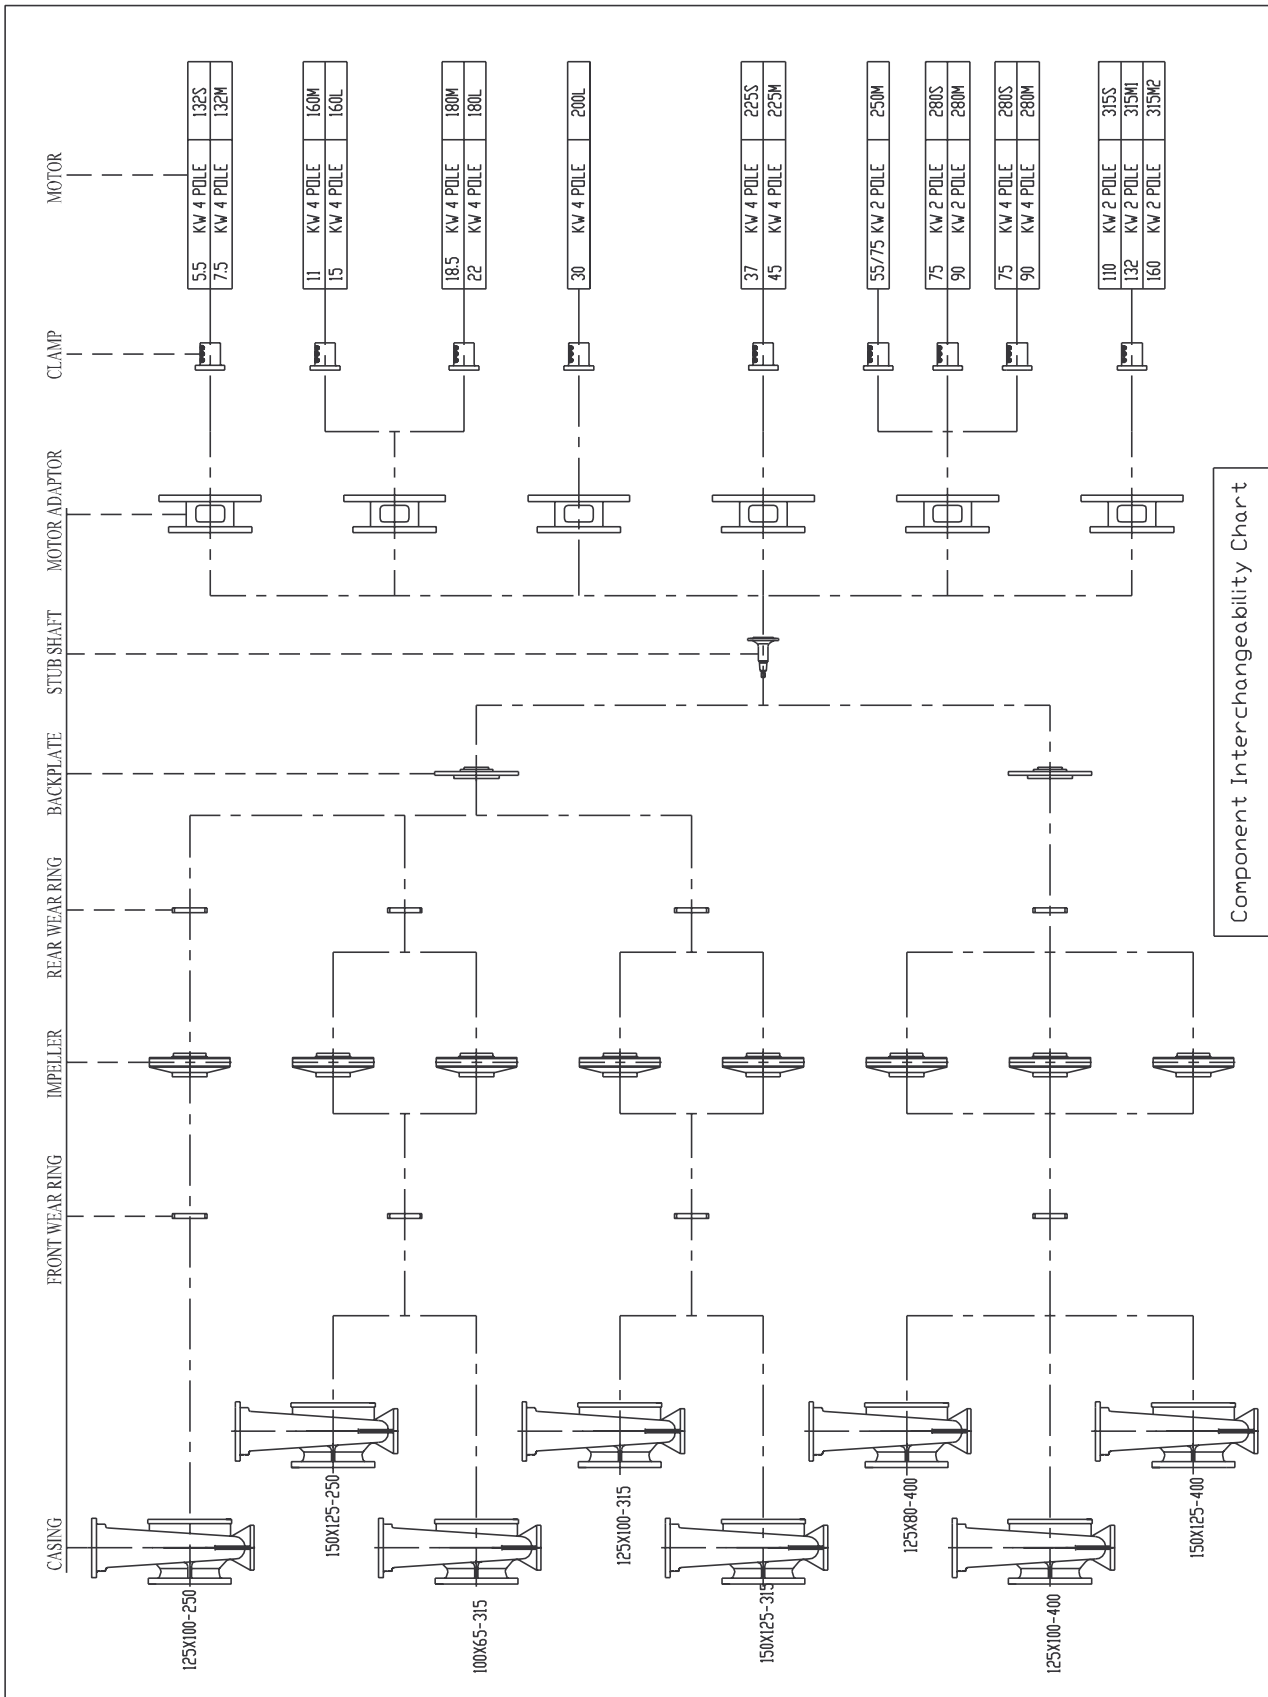 CASING
FRONT WEAR RING
IMPELLER
REAR WEAR RING
BACKPLATE
STUB SHAFT
MOTOR ADAPTOR
CLAMP
MOTOR
5.5 KW 4 POLE 132S
7.5 KW 4 POLE 132M
11 KW 4 POLE 160M
15 KW 4 POLE 160L
18.5 KW 4 POLE 180M
22 KW 4 POLE 180L
30 KW 4 POLE 200L
37 KW 4 POLE 225S
45 KW 4 POLE 225M
55/75 KW 2 POLE 250M
75 KW 2 POLE 280S
90 KW 2 POLE 280M
75 KW 4 POLE 280S
90 KW 4 POLE 280M
110 KW 2 POLE 315S
132 KW 2 POLE 315M1
160 KW 2 POLE 315M2
125X100-250
150X125-250
100X65-315
125X100-315
150X125-315
125X80-400
125X100-400
150X125-400
Component Interchangeability Chart